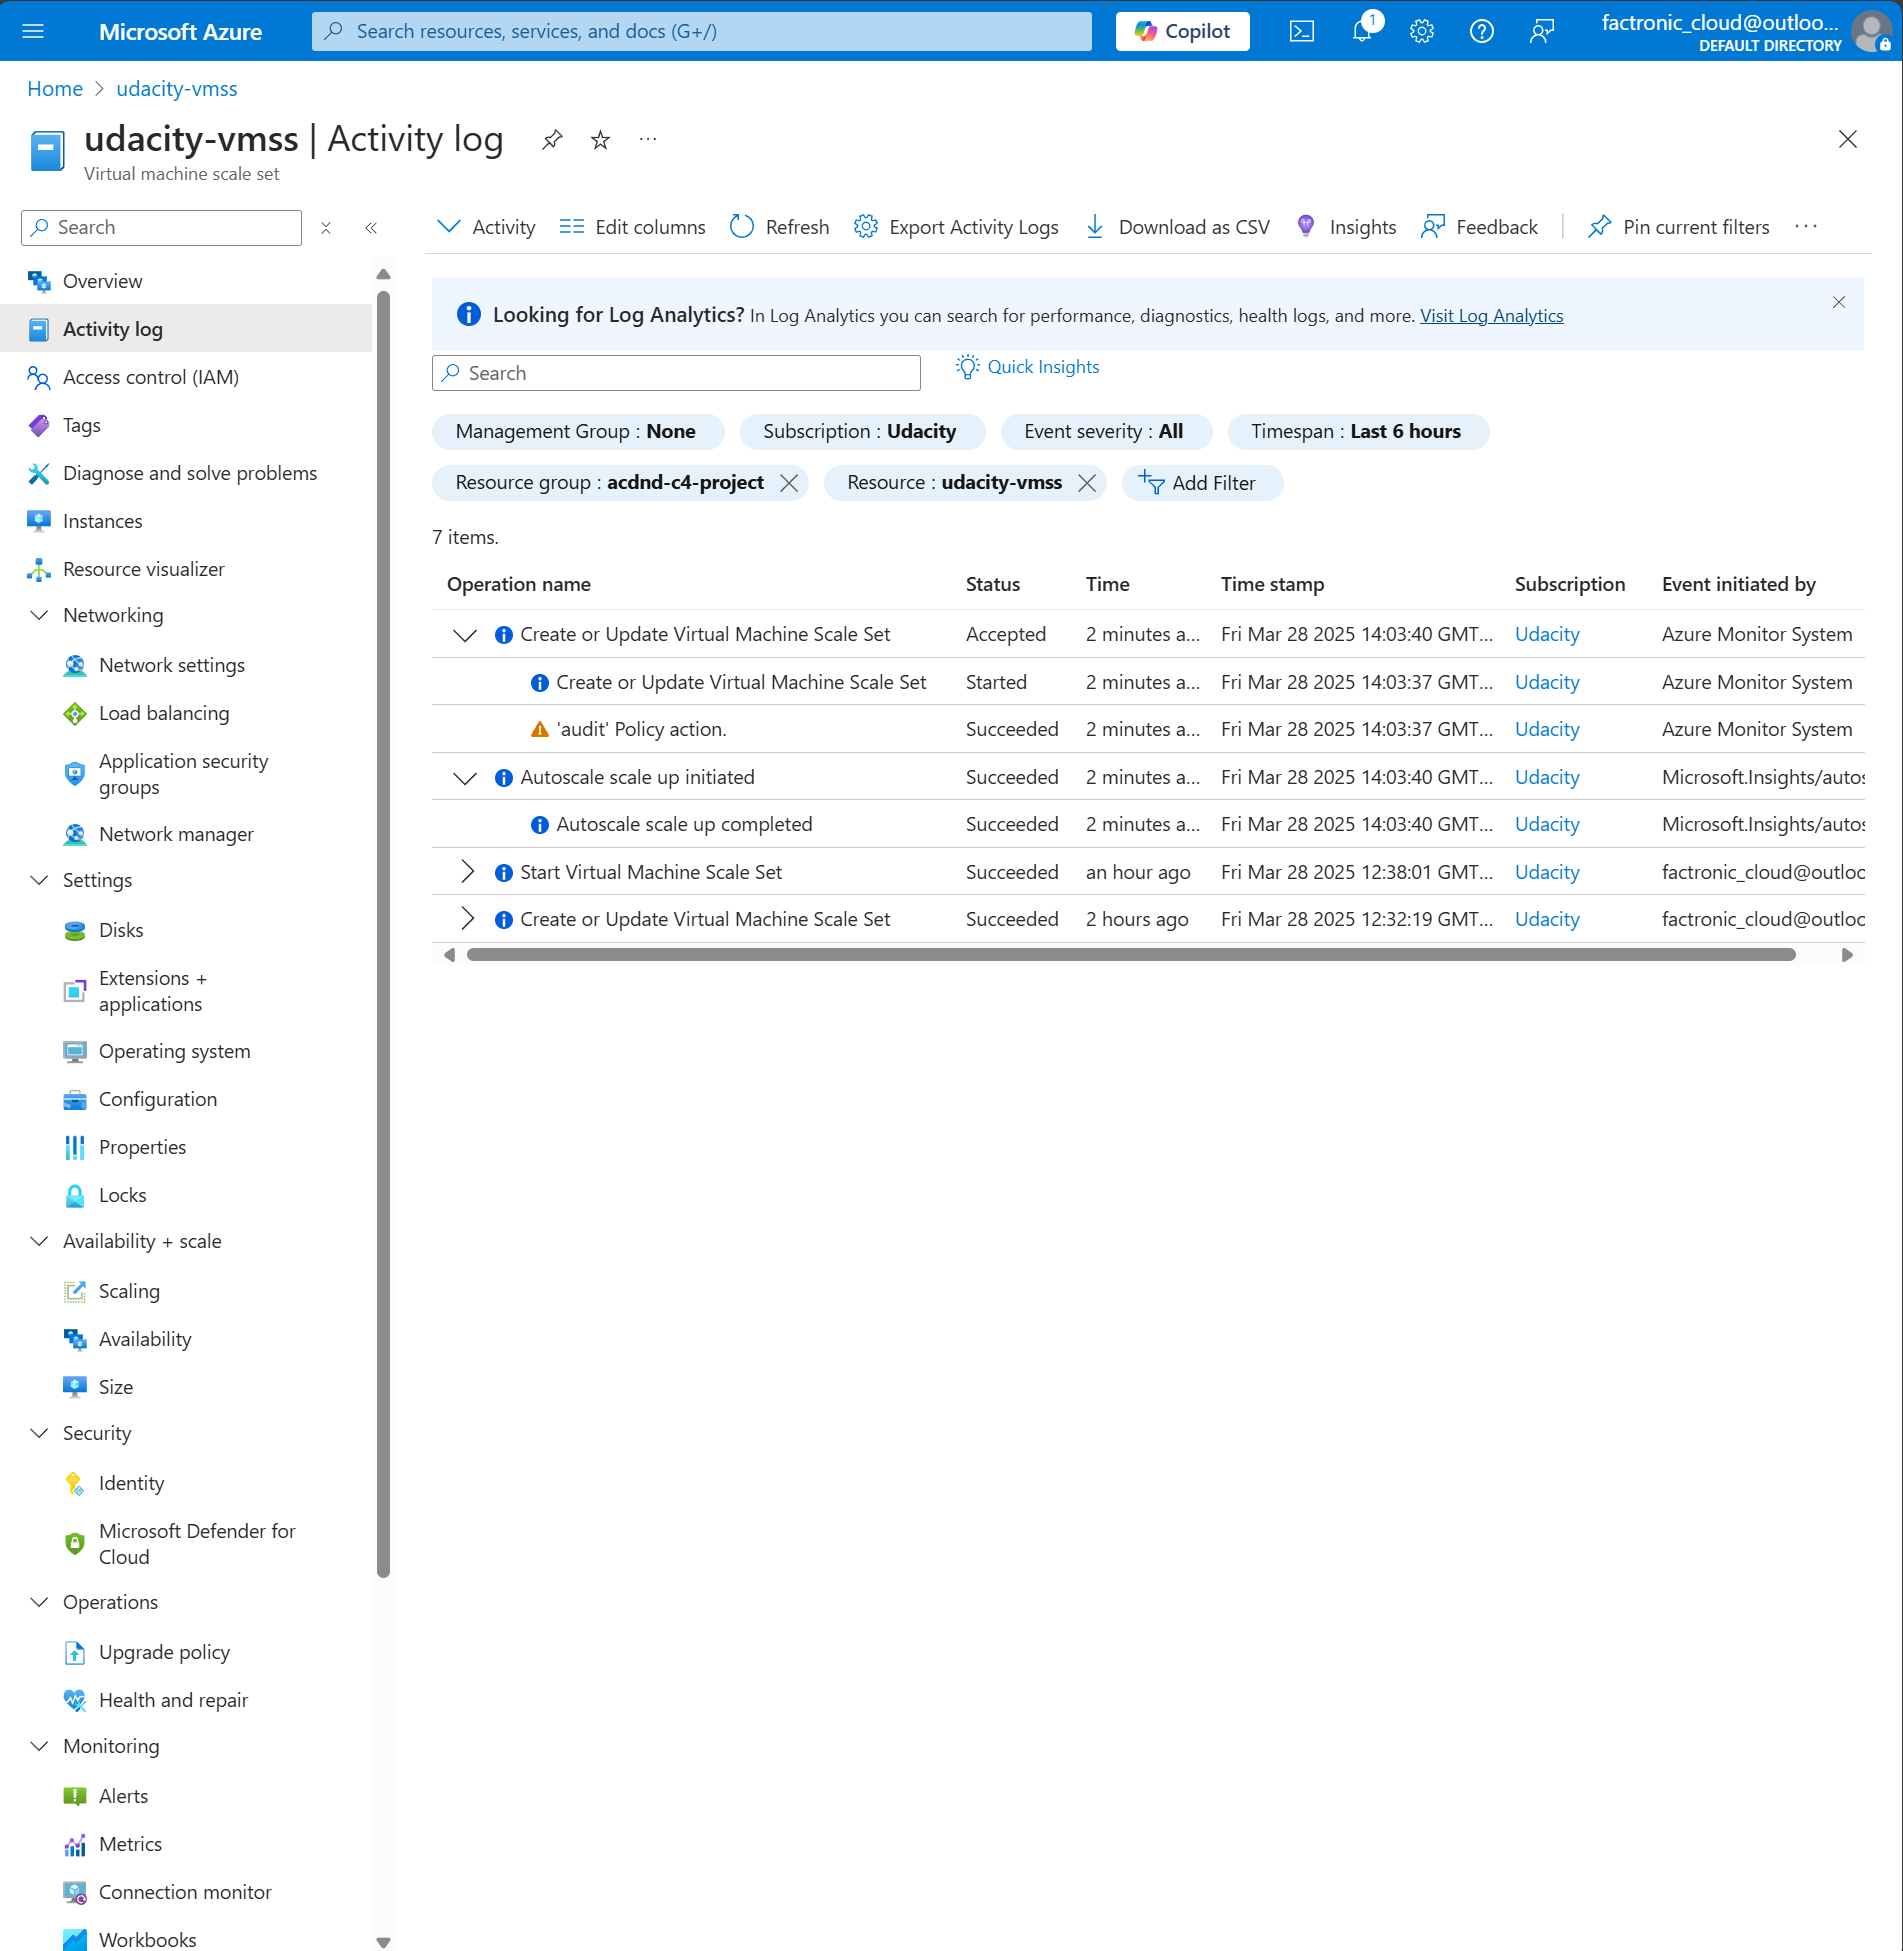 Microsoft Azure
Search resources, services, and docs (G+/)
Copilot
1
factronic_cloud@outloo...
DEFAULT DIRECTORY
Home > udacity-vmss
udacity-vmss | Activity log
Virtual machine scale set
Search
Overview
Activity log
Access control (IAM)
Tags
Diagnose and solve problems
Instances
Resource visualizer
Networking
Network settings
Load balancing
Application security
groups
Network manager
Settings
Disks
Extensions +
applications
Operating system
Configuration
Properties
Locks
Availability + scale
Scaling
Availability
Size
Security
Identity
Microsoft Defender for
Cloud
Operations
Upgrade policy
Health and repair
Monitoring
Alerts
Metrics
Connection monitor
Workbooks
Activity Edit columns Refresh Export Activity Logs Download as CSV Insights Feedback Pin current filters
Looking for Log Analytics? In Log Analytics you can search for performance, diagnostics, health logs, and more. Visit Log Analytics
Search Quick Insights
Management Group : None Subscription : Udacity Event severity : All Timespan : Last 6 hours
Resource group : acdnd-c4-project Resource : udacity-vmss Add Filter
7 items.
Operation name Status Time Time stamp Subscription Event initiated by
Create or Update Virtual Machine Scale Set Accepted 2 minutes a... Fri Mar 28 2025 14:03:40 GMT... Udacity Azure Monitor System
Create or Update Virtual Machine Scale Set Started 2 minutes a... Fri Mar 28 2025 14:03:37 GMT... Udacity Azure Monitor System
'audit' Policy action. Succeeded 2 minutes a... Fri Mar 28 2025 14:03:37 GMT... Udacity Azure Monitor System
Autoscale scale up initiated Succeeded 2 minutes a... Fri Mar 28 2025 14:03:40 GMT... Udacity Microsoft.Insights/autos
Autoscale scale up completed Succeeded 2 minutes a... Fri Mar 28 2025 14:03:40 GMT... Udacity Microsoft.Insights/autos
Start Virtual Machine Scale Set Succeeded an hour ago Fri Mar 28 2025 12:38:01 GMT... Udacity factronic_cloud@outloc
Create or Update Virtual Machine Scale Set Succeeded 2 hours ago Fri Mar 28 2025 12:32:19 GMT... Udacity factronic_cloud@outloc